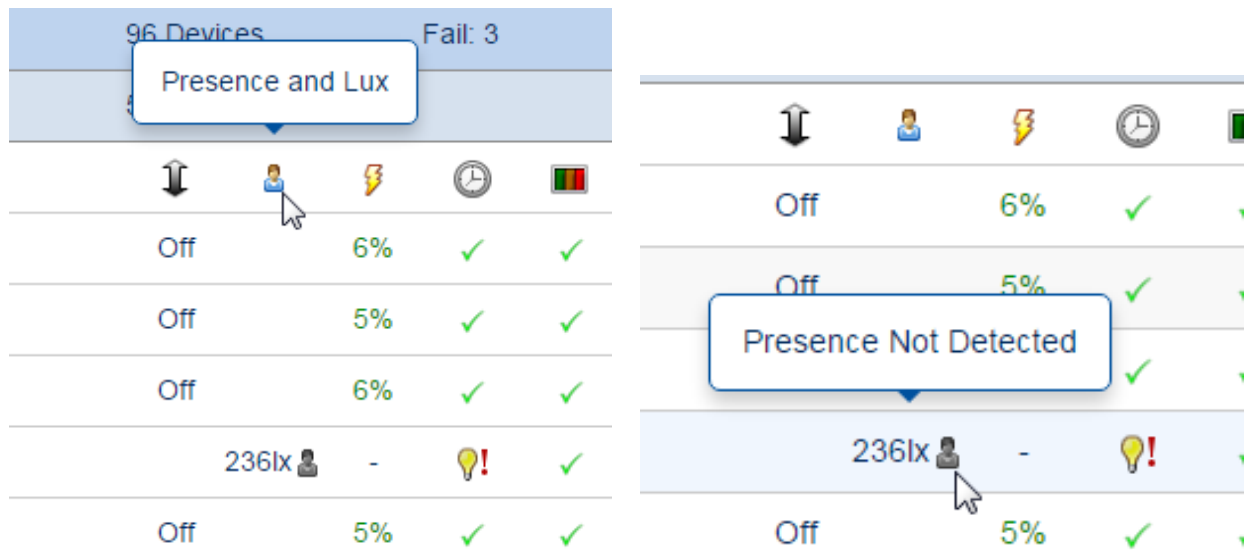 96 Devices Fail: 3
Presence and Lux
Off 6%
Off 5%
Off 6%
236lx -
Off 5%
Off 6%
Off 5%
Presence Not Detected
236lx -
Off 5%